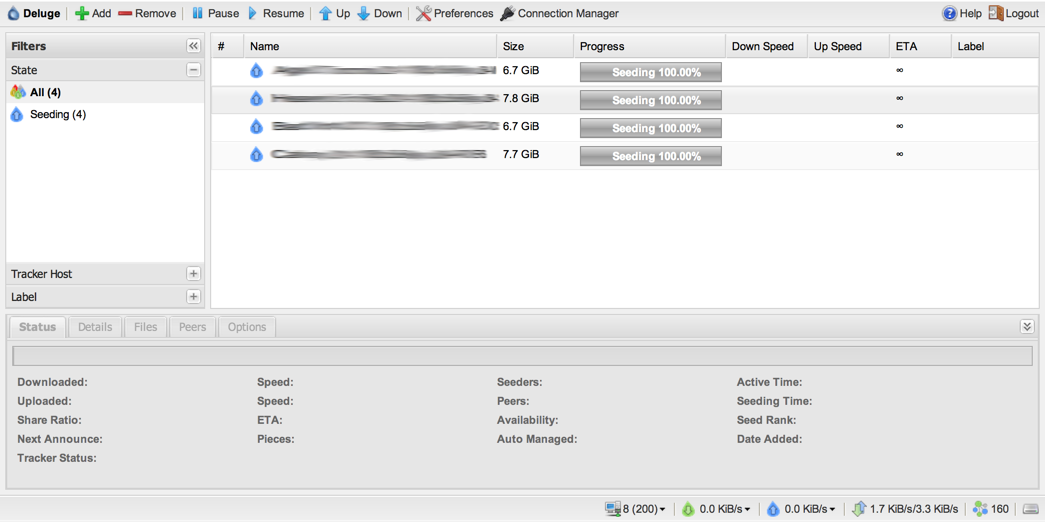 Deluge Add Remove Pause Resume Up Down Preferences Connection Manager Help Logout
Filters
State
All (4)
Seeding (4)
Tracker Host
Label
# Name Size Progress Down Speed Up Speed ETA Label
6.7 GiB Seeding 100.00% ∞
7.8 GiB Seeding 100.00% ∞
6.7 GiB Seeding 100.00% ∞
7.7 GiB Seeding 100.00% ∞
Status Details Files Peers Options
Downloaded: Speed: Seeders: Active Time:
Uploaded: Speed: Peers: Seeding Time:
Share Ratio: ETA: Availability: Seed Rank:
Next Announce: Pieces: Auto Managed: Date Added:
Tracker Status:
8 (200) 0.0 KiB/s 0.0 KiB/s 1.7 KiB/s/3.3 KiB/s 160